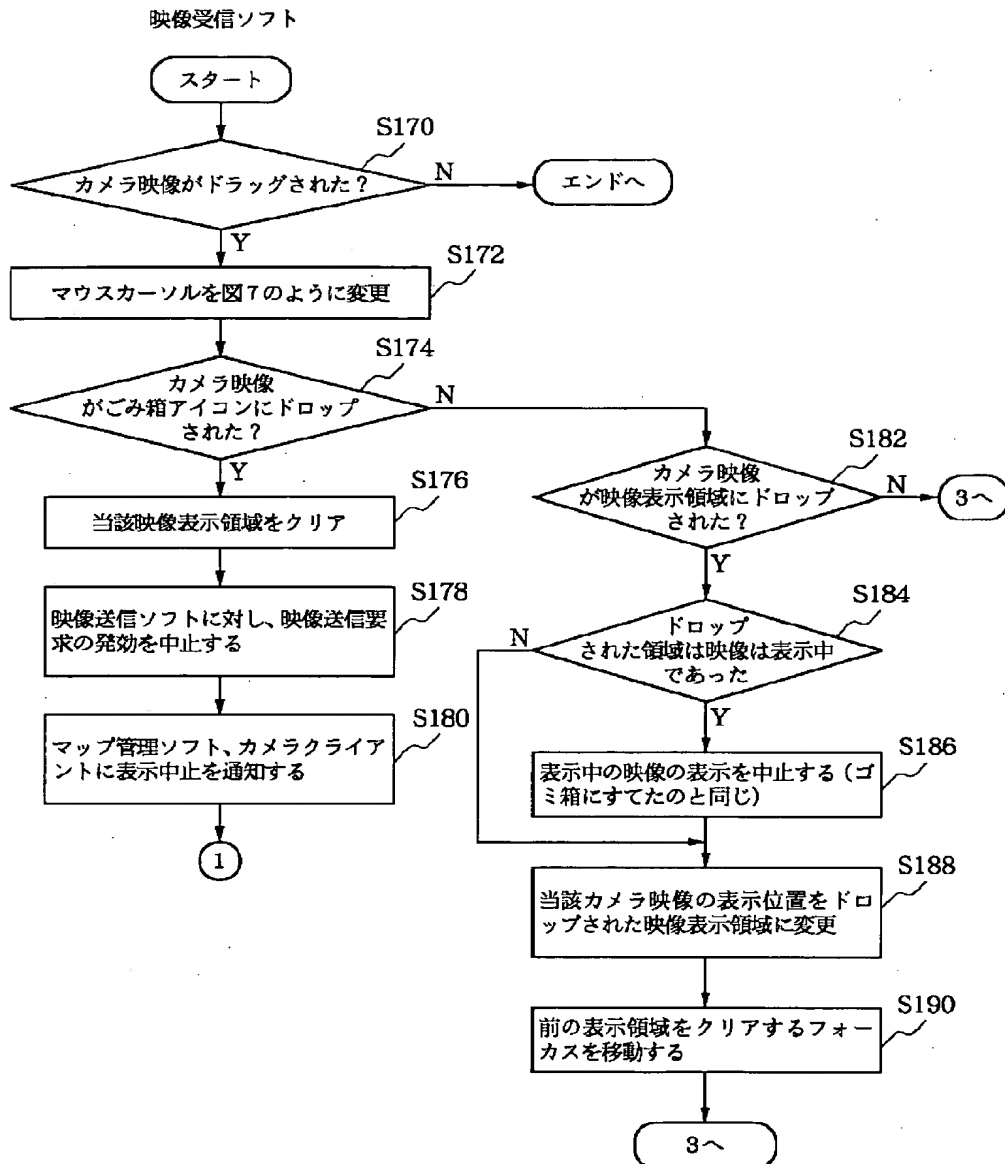 映像受信ソフト
スタート
S170
カメラ映像がドラッグされた？
N
エンドへ
Y
S172
マウスカーソルを図7のように変更
S174
カメラ映像
がごみ箱アイコンにドロップ
された？
N
Y
S176
当該映像表示領域をクリア
S178
映像送信ソフトに対し、映像送信要
求の発効を中止する
S180
マップ管理ソフト、カメラクライア
ントに表示中止を通知する
1
S182
カメラ映像
が映像表示領域にドロップ
された？
N
3へ
Y
S184
ドロップ
された領域は映像は表示中
であった
N
Y
S186
表示中の映像の表示を中止する（ゴ
ミ箱にすてたのと同じ）
S188
当該カメラ映像の表示位置をドロ
ップされた映像表示領域に変更
S190
前の表示領域をクリアするフォー
カスを移動する
3へ